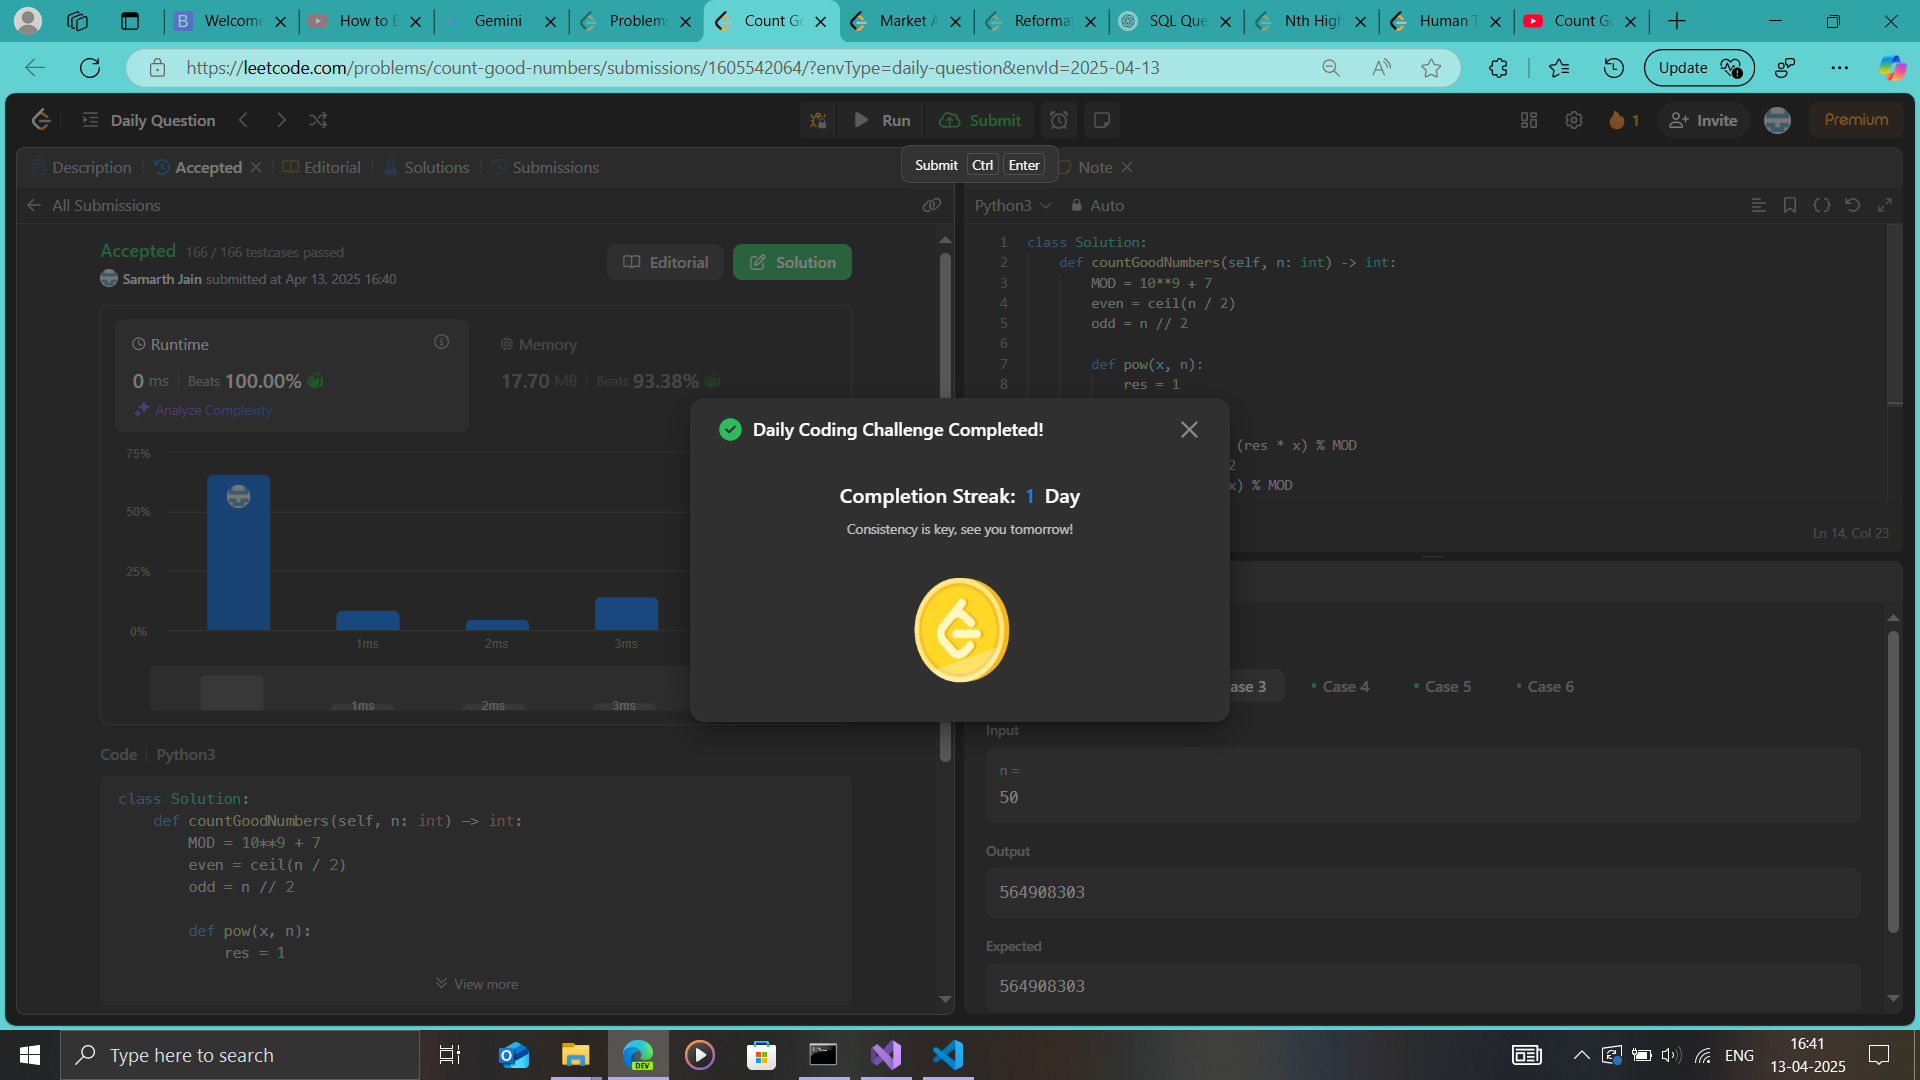 Welcome
How to B
Gemini
Problems
Count Go
Market A
Reformat
SQL Que
Nth High
Human T
Count Go
https://leetcode.com/problems/count-good-numbers/submissions/1605542064/?envType=daily-question&envId=2025-04-13
Update
Daily Question
Run
Submit
1
Invite
Premium
Description
Accepted
Editorial
Solutions
Submissions
Submit Ctrl Enter
Note
All Submissions
Python3
Auto
Accepted 166 / 166 testcases passed
Samarth Jain submitted at Apr 13, 2025 16:40
Editorial
Solution
Runtime
0 ms Beats 100.00%
Analyze Complexity
Memory
17.70 MB Beats 93.38%
75%
50%
25%
0%
1ms
2ms
3ms
1ms
2ms
3ms
Code
Python3
class Solution:
    def countGoodNumbers(self, n: int) -> int:
        MOD = 10**9 + 7
        even = ceil(n / 2)
        odd = n // 2
        def pow(x, n):
            res = 1
View more
1 class Solution:
2     def countGoodNumbers(self, n: int) -> int:
3         MOD = 10**9 + 7
4         even = ceil(n / 2)
5         odd = n // 2
6
7         def pow(x, n):
8             res = 1
(res * x) % MOD
2
x) % MOD
Ln 14, Col 23
Daily Coding Challenge Completed!
Completion Streak: 1 Day
Consistency is key, see you tomorrow!
ase 3
Case 4
Case 5
Case 6
Input
n =
50
Output
564908303
Expected
564908303
Type here to search
DEV
ENG
16:41
13-04-2025